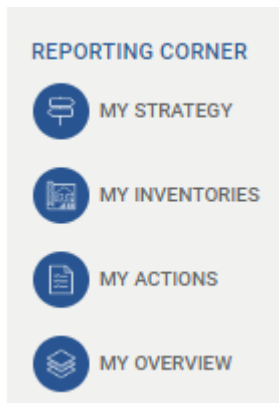 REPORTING CORNER
MY STRATEGY
MY INVENTORIES
MY ACTIONS
MY OVERVIEW